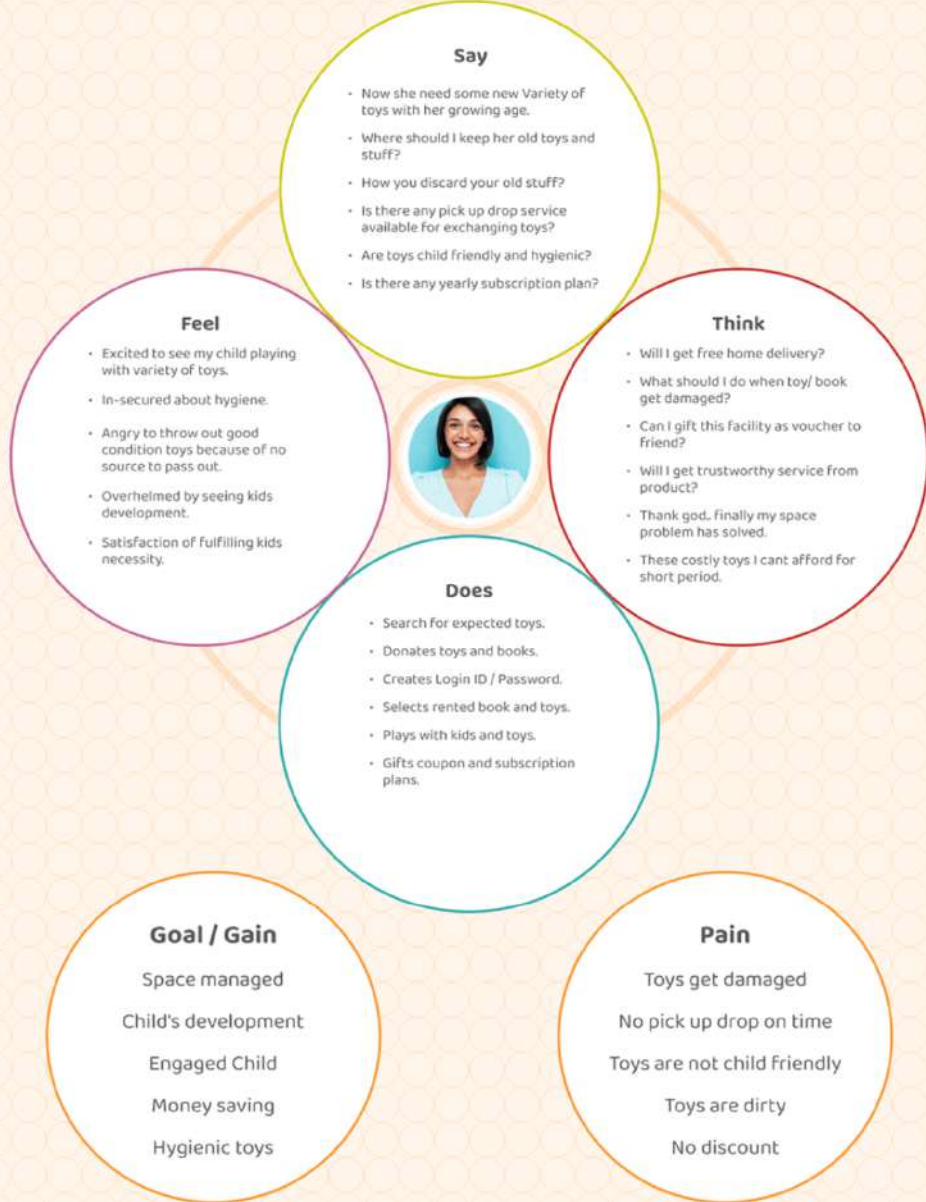 Say
• Now she need some new Variety of
toys with her growing age.
• Where should I keep her old toys and
stuff?
• How you discard your old stuff?
• Is there any pick up drop service
available for exchanging toys?
• Are toys child friendly and hygienic?
• Is there any yearly subscription plan?
Feel
• Excited to see my child playing
with variety of toys.
• In-secured about hygiene.
• Angry to throw out good
condition toys because of no
source to pass out.
• Overhelmed by seeing kids
development.
• Satisfaction of fulfilling kids
necessity.
Think
• Will I get free home delivery?
• What should I do when toy/ book
get damaged?
• Can I gift this facility as voucher to
friend?
• Will I get trustworthy service from
product?
• Thank god.. finally my space
problem has solved.
• These costly toys I cant afford for
short period.
Does
• Search for expected toys.
• Donates toys and books.
• Creates Login ID / Password.
• Selects rented book and toys.
• Plays with kids and toys.
• Gifts coupon and subscription
plans.
Goal / Gain
Space managed
Child's development
Engaged Child
Money saving
Hygienic toys
Pain
Toys get damaged
No pick up drop on time
Toys are not child friendly
Toys are dirty
No discount